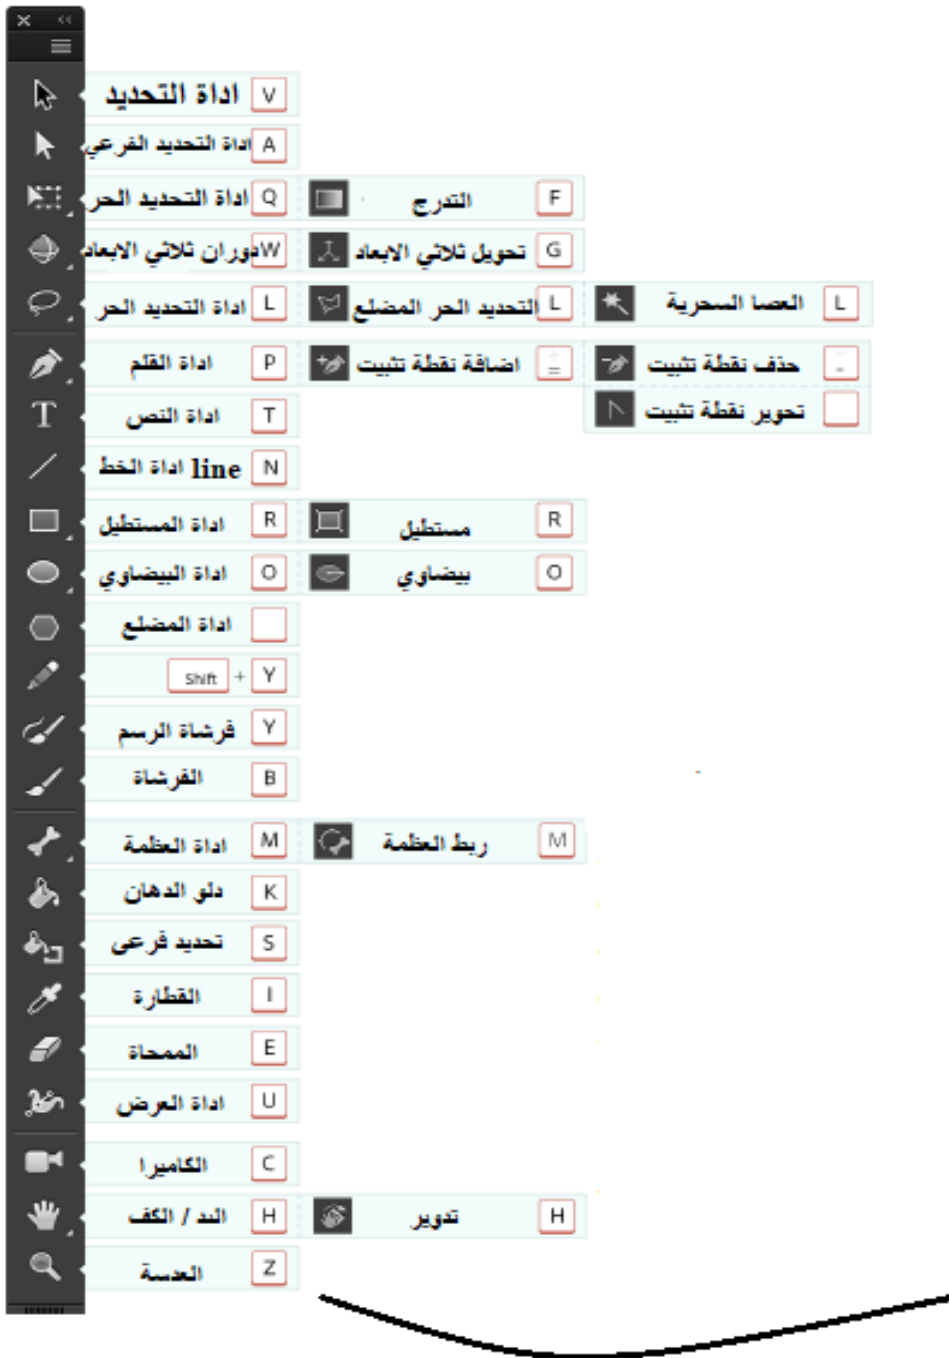 اداة التحديد V
اداة التحديد الفرعي A
اداة التحديد الحر Q التدرج F
دوران ثلاثي الابعاد W تحويل ثلاثي الابعاد G
اداة التحديد الحر L التحديد الحر المضلع L العصا السحرية L
اداة القلم P اضافة نقطة تثبيت + = حذف نقطة تثبيت -
تحوير نقطة تثبيت
T اداة النص T
line اداة الخط N
اداة المستطيل R مستطيل R
اداة البيضاوي O بيضاوي O
اداة المضلع
Shift + Y
فرشاة الرسم Y
الفرشاة B
اداة العظمة M ربط العظمة M
دلو الدهان K
تحديد فرعي S
القطارة I
الممحاة E
اداة العرض U
الكاميرا C
اليد / الكف H تدوير H
العدسة Z